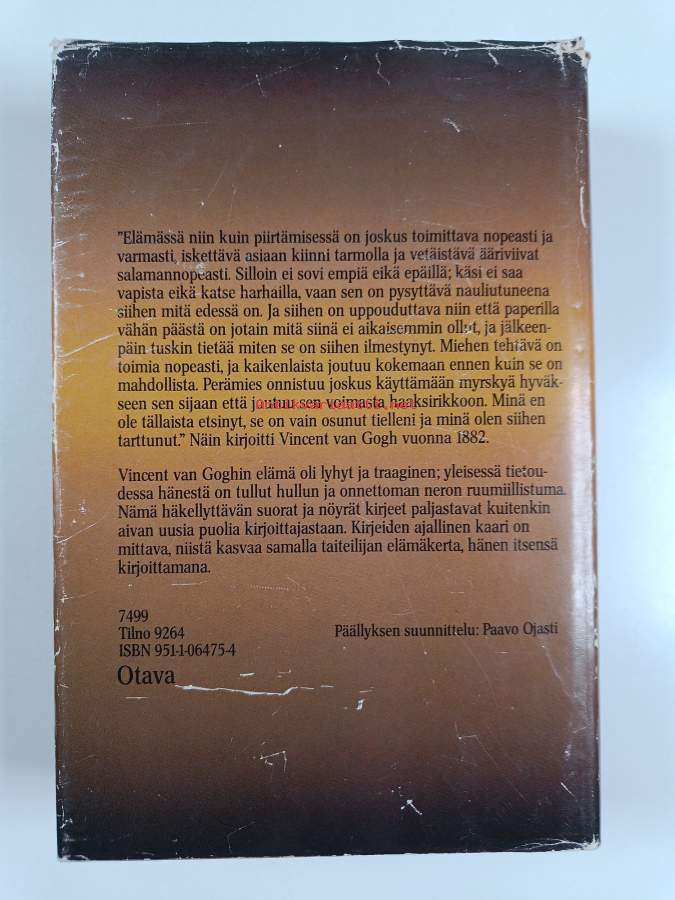 "Elämässä niin kuin piirtämisessä on joskus toimittava nopeasti ja
varmasti, iskettävä asiaan kiinni tarmolla ja vetäistävä ääriviivat
salamannopeasti. Silloin ei sovi empiä eikä epäillä; käsi ei saa
vapista eikä katse harhailla, vaan sen on pysyttävä nauliutuneena
siihen mitä edessä on. Ja siihen on uppouduttava niin että paperilla
vähän päästä on jotain mitä siinä ei aikaisemmin ollut, ja jälkeen-
päin tuskin tietää miten se on siihen ilmestynyt. Miehen tehtävä on
toimia nopeasti, ja kaikenlaista joutuu kokemaan ennen kuin se on
mahdollista. Perämies onnistuu joskus käyttämään myrskyä hyväk-
seen sen sijaan että joutuu sen voimasta haaksirikkoon. Minä en
ole tällaista etsinyt, se on vain osunut tielleni ja minä olen siihen
tarttunut." Näin kirjoitti Vincent van Gogh vuonna 1882.
Vincent van Goghin elämä oli lyhyt ja traaginen; yleisessä tietou-
dessa hänestä on tullut hullun ja onnettoman neron ruumiillistuma.
Nämä häkellyttävän suorat ja nöyrät kirjeet paljastavat kuitenkin
aivan uusia puolia kirjoittajastaan. Kirjeiden ajallinen kaari on
mittava, niistä kasvaa samalla taiteilijan elämäkerta, hänen itsensä
kirjoittamana.
7499
Tilno 9264
ISBN 951-1-06475-4
Päällyksen suunnittelu: Paavo Ojasti
Otava